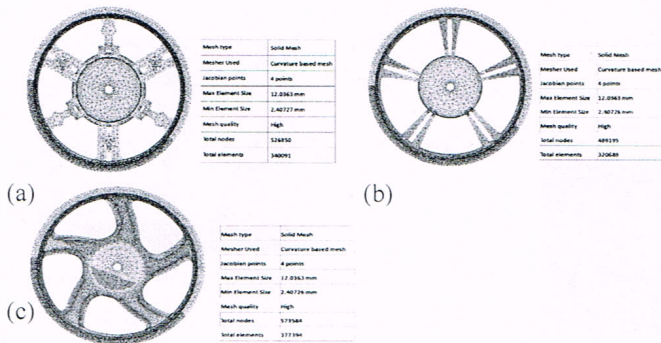 Mesh type Solid Mesh
Mesher Used Curvature based mesh
Jacobian points 4 points
Max Element Size 12.0363 mm
Min Element Size 2.40727 mm
Mesh quality High
Total nodes 526850
Total elements 340091
(a)
Mesh type Solid Mesh
Mesher Used Curvature based mesh
Jacobian points 4 points
Max Element Size 12.0363 mm
Min Element Size 2.40726 mm
Mesh quality High
Total nodes 489195
Total elements 320688
(b)
Mesh type Solid Mesh
Mesher Used Curvature based mesh
Jacobian points 4 points
Max Element Size 12.0363 mm
Min Element Size 2.40726 mm
Mesh quality High
Total nodes 573584
Total elements 377394
(c)